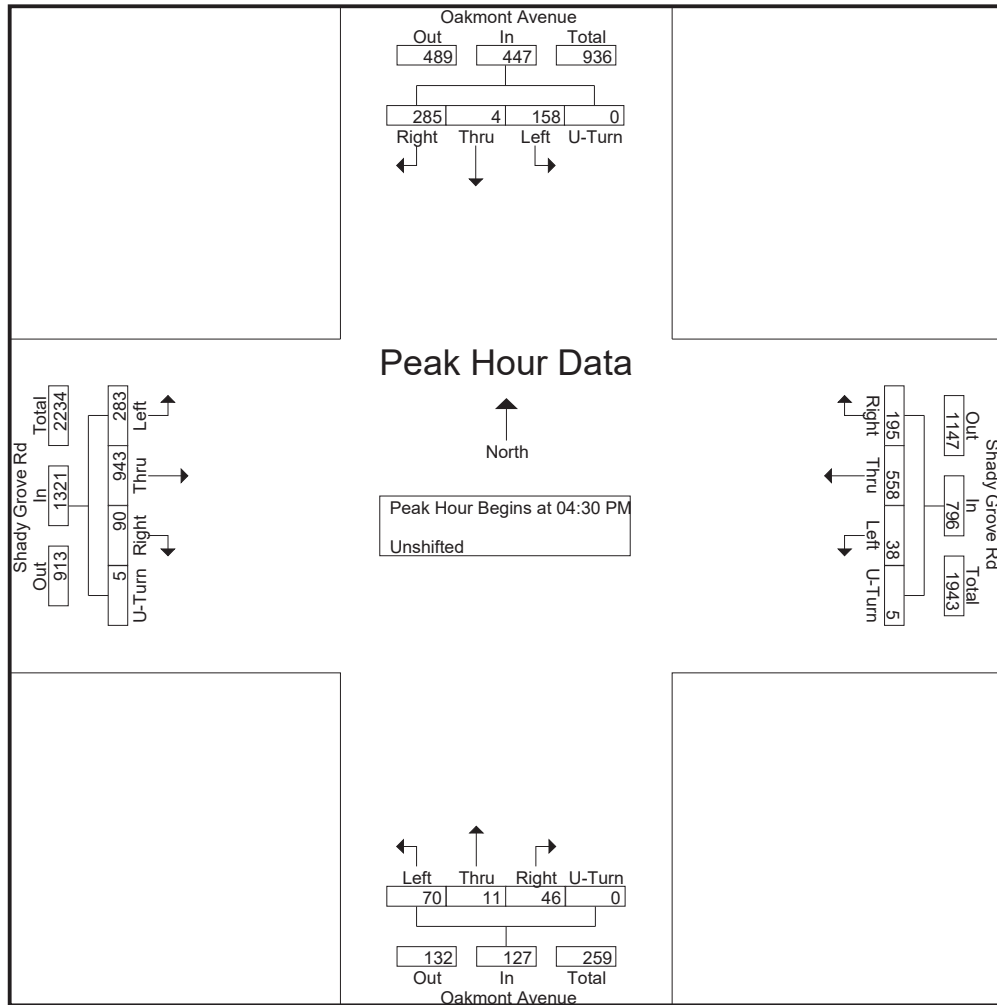 Oakmont Avenue
Out In Total
489 447 936
285 4 158 0
Right Thru Left U-Turn
Peak Hour Data
North
Peak Hour Begins at 04:30 PM
Unshifted
Shady Grove Rd
Out In Total
913 1321 2234
5 90 943 283
U-Turn Right Thru Left
Shady Grove Rd
Out In Total
1147 796 1943
195 558 38 5
Right Thru Left U-Turn
Left Thru Right U-Turn
70 11 46 0
132 127 259
Out In Total
Oakmont Avenue